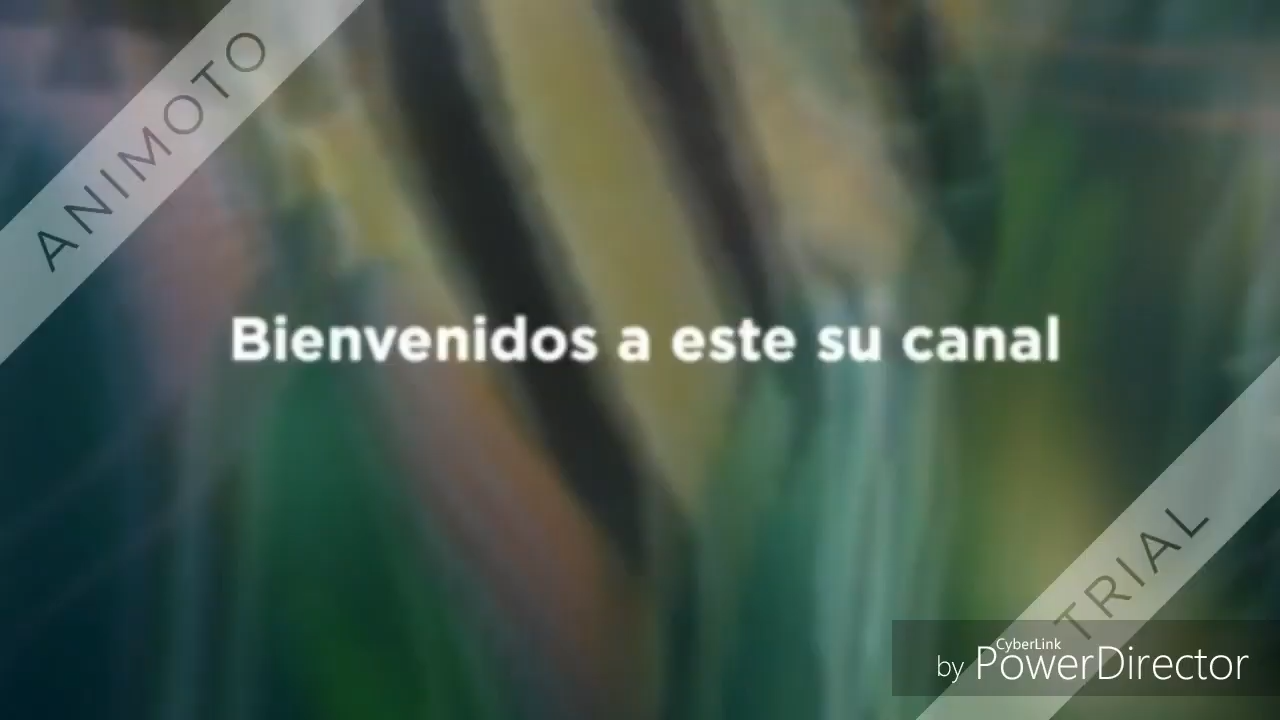 ANIMOTO
Bienvenidos a este su canal
TRIAL
CyberLink
by PowerDirector